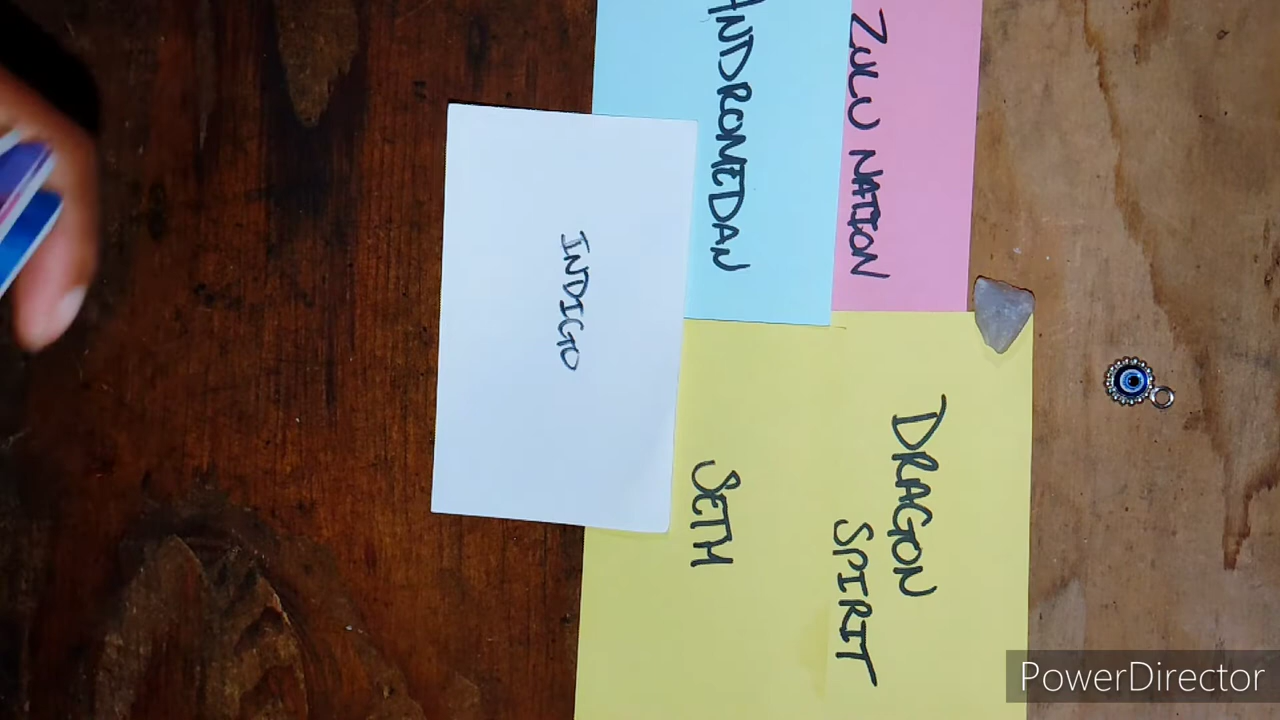 ZULU NATION
ANDROMEDAN
DRAGON
SPIRIT
SETH
INDIGO
PowerDirector